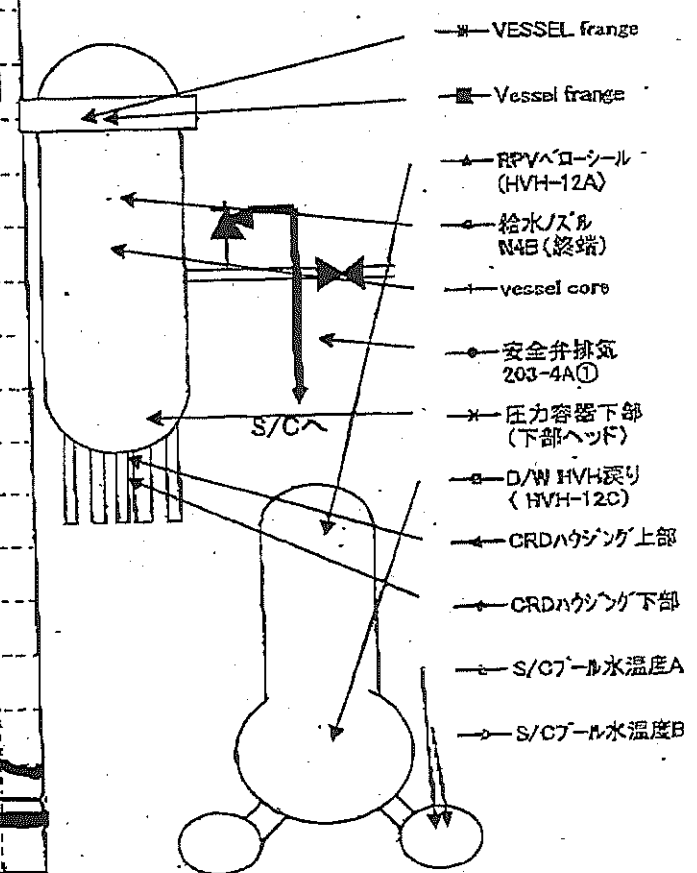 VESSEL frange
Vessel frange
RPVベローシール
(HVH-12A)
給水ノズル
N4B(終端)
vessel core
安全弁排気
203-4A①
圧力容器下部
(下部ヘッド)
D/W HVH戻り
( HVH-12C)
CRDハウジング上部
CRDハウジング下部
S/Cプール水温度A
S/Cプール水温度B
S/Cへ